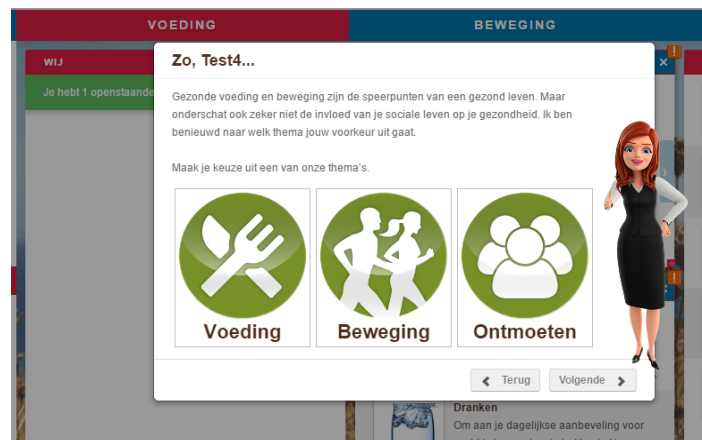 VOEDING
BEWEGING
WIJ
Je hebt 1 openstaande
Zo, Test4...
Gezonde voeding en beweging zijn de speerpunten van een gezond leven. Maar
onderschat ook zeker niet de invloed van je sociale leven op je gezondheid. Ik ben
benieuwd naar welk thema jouw voorkeur uit gaat.
Maak je keuze uit een van onze thema's.
Voeding
Beweging
Ontmoeten
Terug
Volgende
Dranken
Om aan je dagelijkse aanbeveling voor